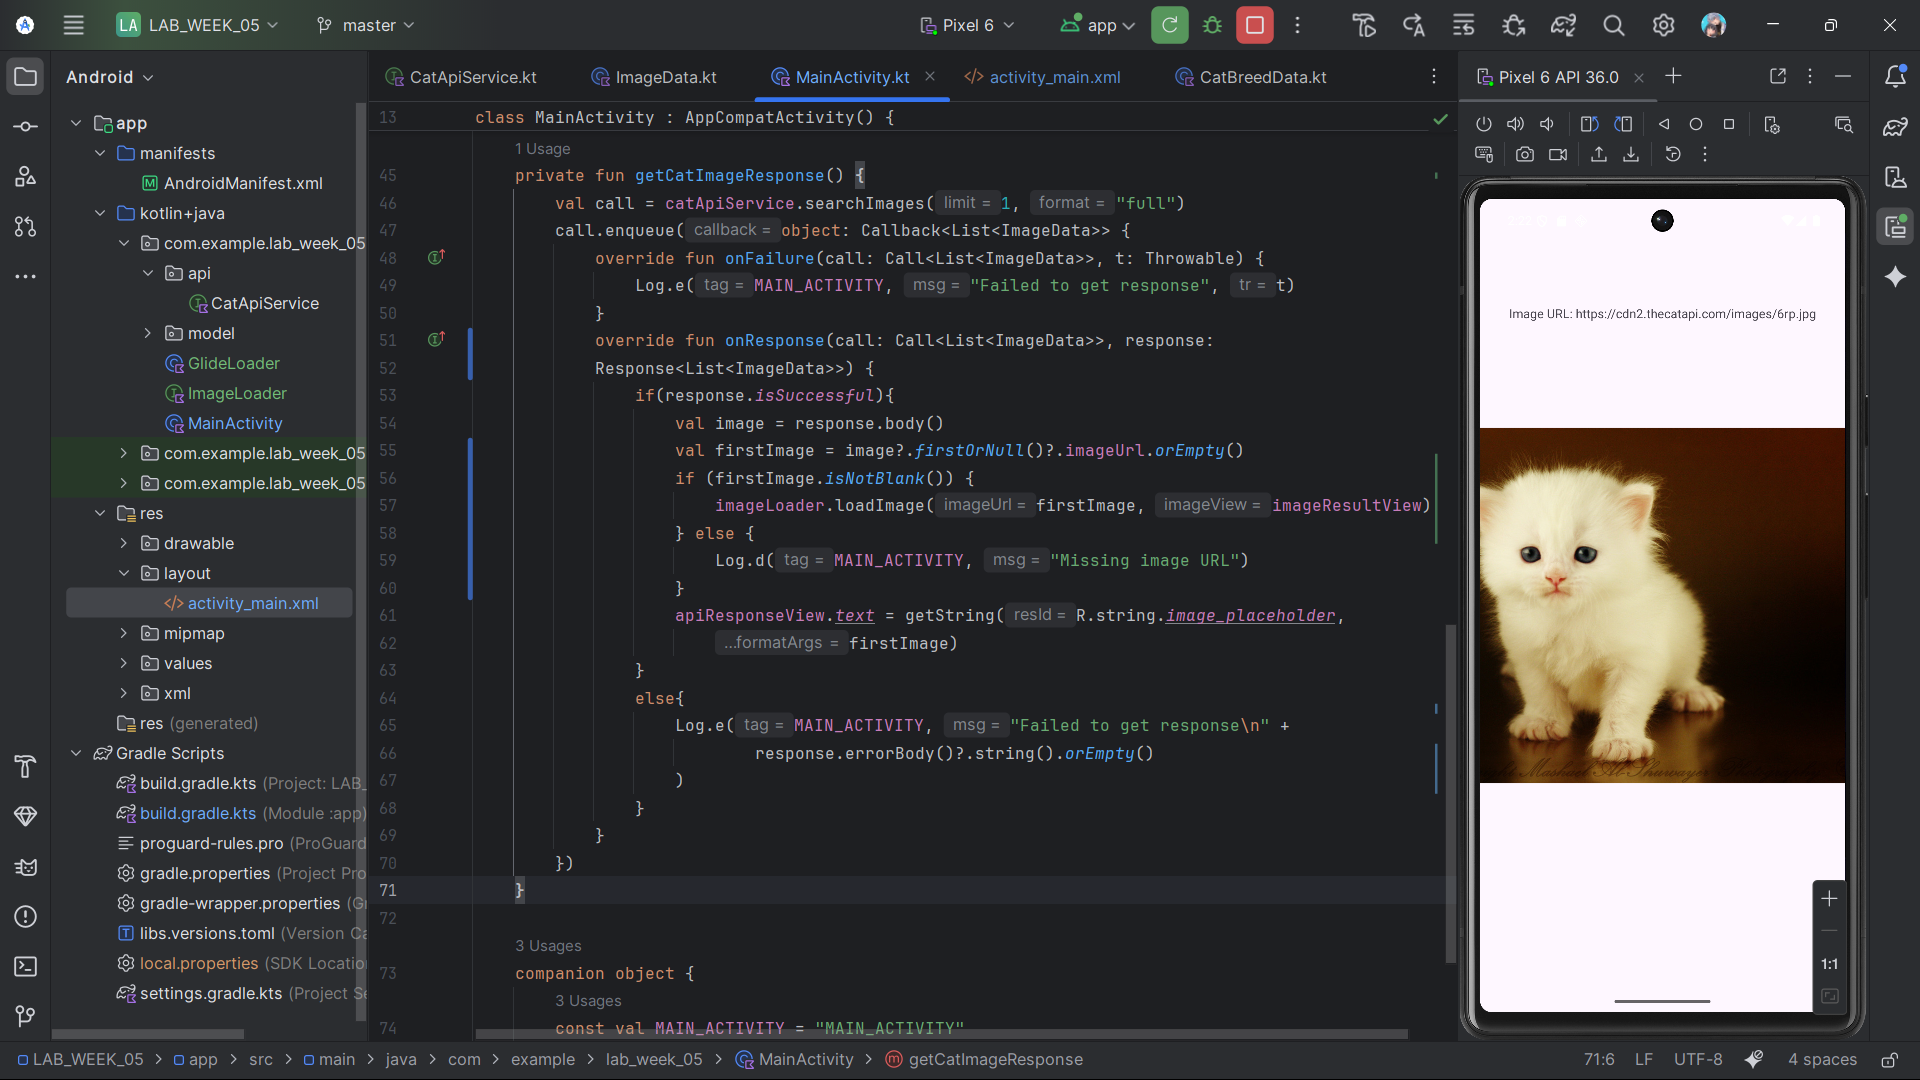 LA LAB_WEEK_05 master Pixel 6 app
Android
CatApiService.kt ImageData.kt MainActivity.kt activity_main.xml CatBreedData.kt
Pixel 6 API 36.0
app
manifests
AndroidManifest.xml
kotlin+java
com.example.lab_week_05
api
CatApiService
model
GlideLoader
ImageLoader
MainActivity
com.example.lab_week_05
com.example.lab_week_05
res
drawable
layout
activity_main.xml
mipmap
values
xml
res (generated)
Gradle Scripts
build.gradle.kts (Project: LAB_
build.gradle.kts (Module :app)
proguard-rules.pro (ProGuard
gradle.properties (Project Pro
gradle-wrapper.properties (G
libs.versions.toml (Version Ca
local.properties (SDK Locatio
settings.gradle.kts (Project Se
13 class MainActivity : AppCompatActivity() {
1 Usage
45 private fun getCatImageResponse() {
46 val call = catApiService.searchImages( limit = 1, format = "full")
47 call.enqueue( callback = object: Callback<List<ImageData>> {
48 override fun onFailure(call: Call<List<ImageData>>, t: Throwable) {
49 Log.e( tag = MAIN_ACTIVITY, msg = "Failed to get response", tr = t)
50 }
51 override fun onResponse(call: Call<List<ImageData>>, response:
52 Response<List<ImageData>>) {
53 if(response.isSuccessful){
54 val image = response.body()
55 val firstImage = image?.firstOrNull()?.imageUrl.orEmpty()
56 if (firstImage.isNotBlank()) {
57 imageLoader.loadImage( imageUrl = firstImage, imageView = imageResultView)
58 } else {
59 Log.d( tag = MAIN_ACTIVITY, msg = "Missing image URL")
60 }
61 apiResponseView.text = getString( resId = R.string.image_placeholder,
62 ...formatArgs = firstImage)
63 }
64 else{
65 Log.e( tag = MAIN_ACTIVITY, msg = "Failed to get response\n" +
66 response.errorBody()?.string().orEmpty()
67 )
68 }
69 }
70 })
71 }
72
3 Usages
73 companion object {
3 Usages
74 const val MAIN_ACTIVITY = "MAIN_ACTIVITY"
Image URL: https://cdn2.thecatapi.com/images/6rp.jpg
1:1
LAB_WEEK_05 > app > src > main > java > com > example > lab_week_05 > MainActivity > getCatImageResponse
71:6 LF UTF-8 4 spaces